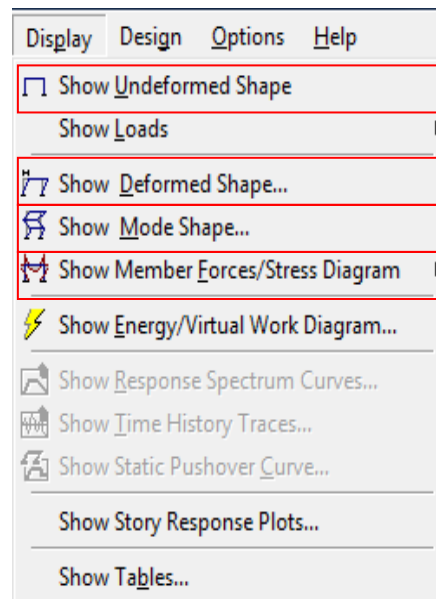 Display Design Options Help
Show Undeformed Shape
Show Loads
Show Deformed Shape...
Show Mode Shape...
Show Member Forces/Stress Diagram
Show Energy/Virtual Work Diagram...
Show Response Spectrum Curves...
Show Time History Traces...
Show Static Pushover Curve...
Show Story Response Plots...
Show Tables...